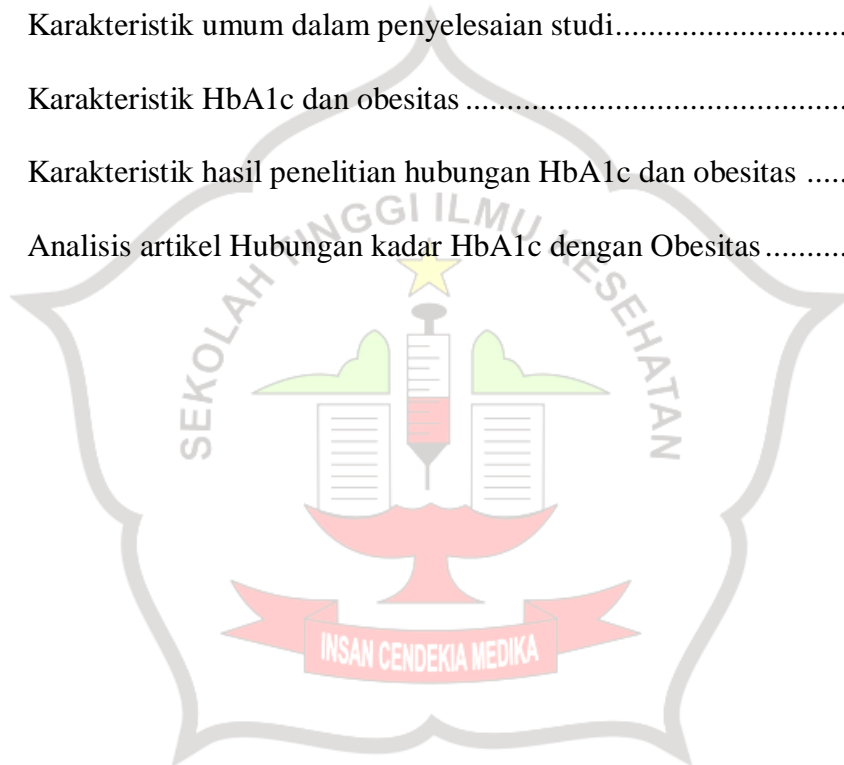 Karakteristik umum dalam penyelesaian studi...........................
Karakteristik HbA1c dan obesitas ..............................................
Karakteristik hasil penelitian hubungan HbA1c dan obesitas .....
Analisis artikel Hubungan kadar HbA1c dengan Obesitas ..........
SEKOLAH TINGGI ILMU KESEHATAN
INSAN CENDEKIA MEDIKA